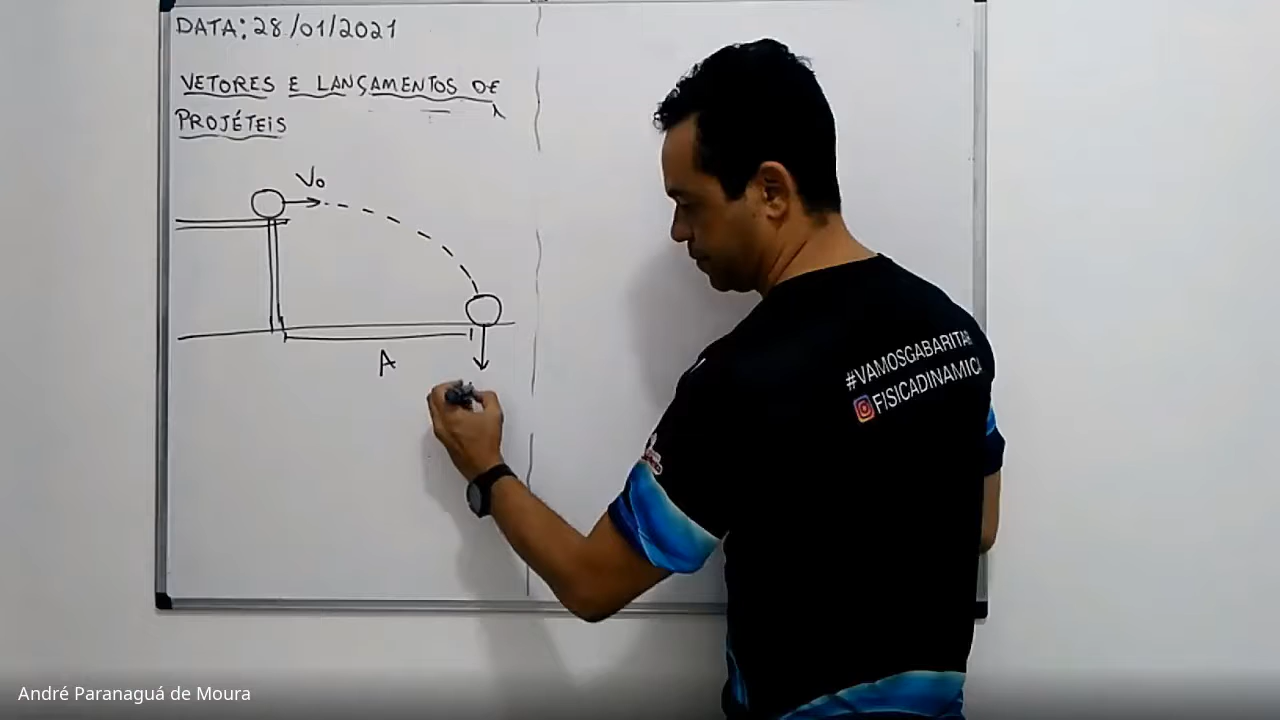 DATA: 28/01/2021
VETORES E LANÇAMENTOS DE
PROJÉTEIS
V₀
A
#VAMOSGABARITAR
FISICADINAMICA
André Paranaguá de Moura